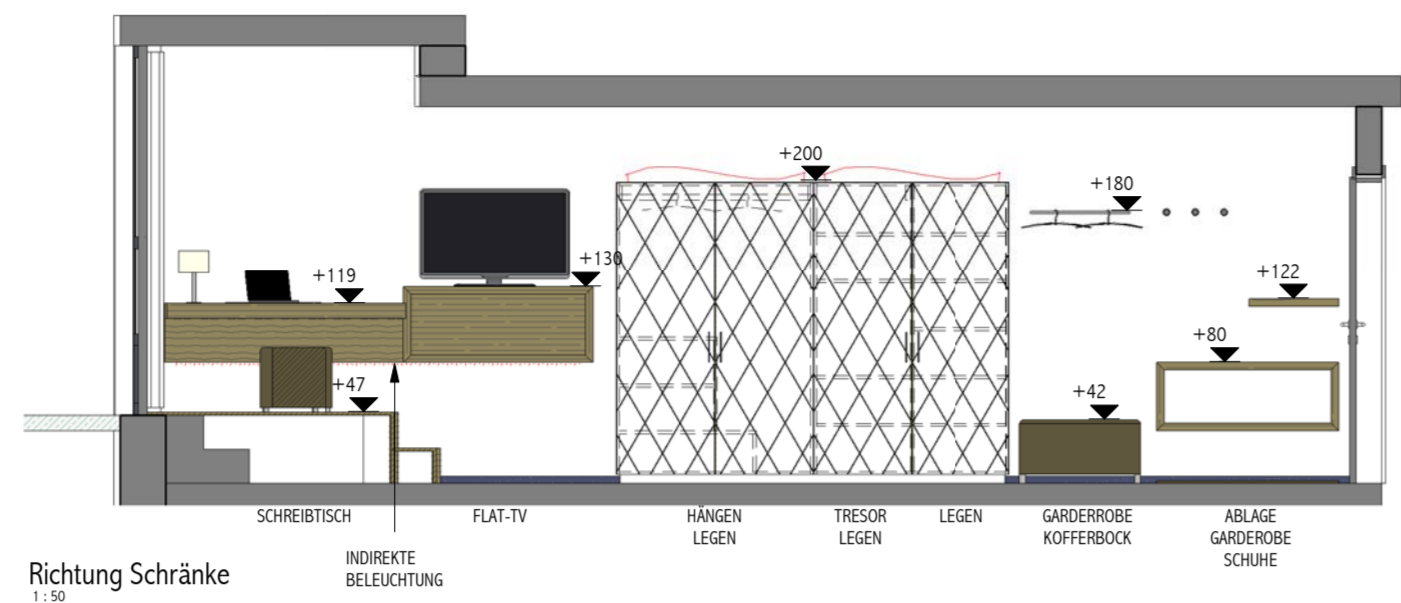 +200
+180
+130
+119
+122
+80
+47
+42
SCHREIBTISCH
FLAT-TV
HÄNGEN
LEGEN
TRESOR
LEGEN
LEGEN
GARDERROBE
KOFFERBOCK
ABLAGE
GARDEROBE
SCHUHE
INDIREKTE
BELEUCHTUNG
Richtung Schränke
1 : 50